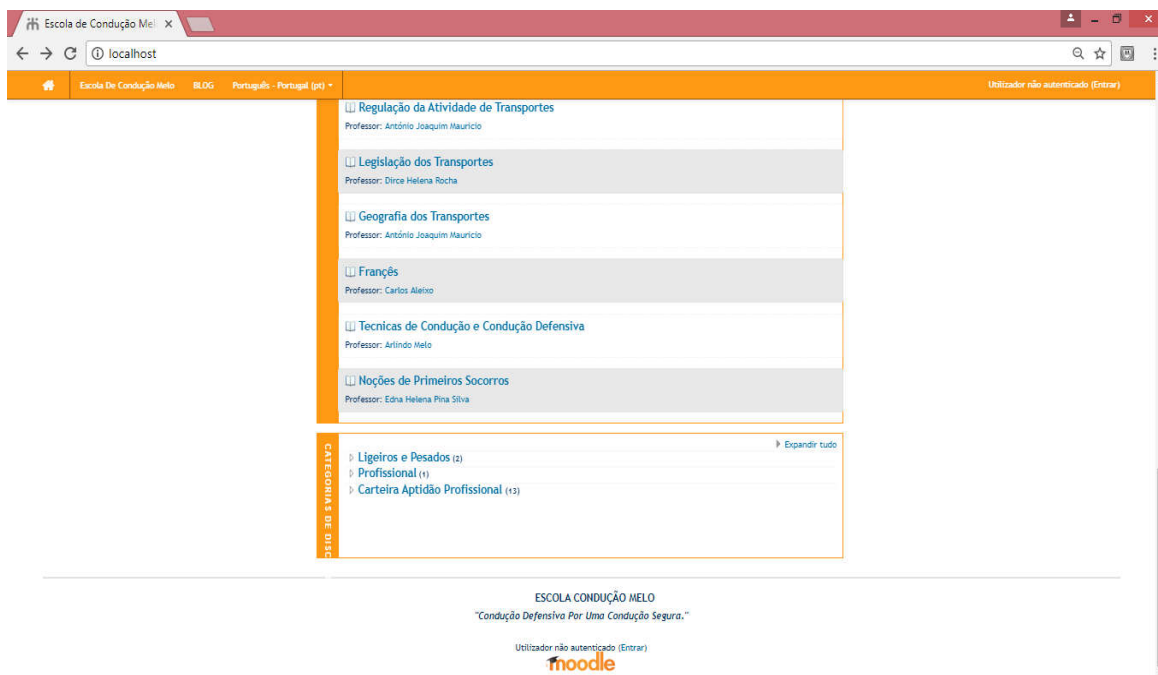 Escola de Condução Mel
localhost
Escola De Condução Melo BLOG Português - Portugal (pt)
Utilizador não autenticado (Entrar)
Regulação da Atividade de Transportes
Professor: António Joaquim Mauricio
Legislação dos Transportes
Professor: Dirce Helena Rocha
Geografia dos Transportes
Professor: António Joaquim Mauricio
Françês
Professor: Carlos Aleixo
Tecnicas de Condução e Condução Defensiva
Professor: Arlindo Melo
Noções de Primeiros Socorros
Professor: Edna Helena Pina Silva
CATEGORIAS DE DISC
Expandir tudo
Ligeiros e Pesados (2)
Profissional (1)
Carteira Aptidão Profissional (13)
ESCOLA CONDUÇÃO MELO
"Condução Defensiva Por Uma Condução Segura."
Utilizador não autenticado (Entrar)
moodle